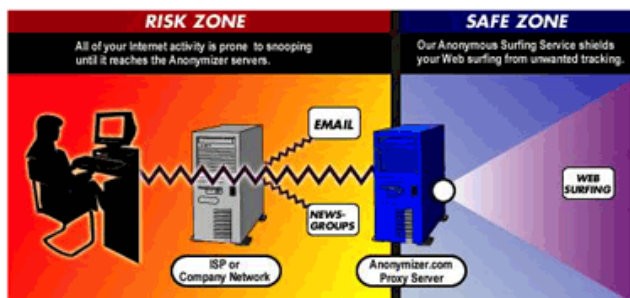 RISK ZONE
All of your Internet activity is prone to snooping
until it reaches the Anonymizer servers.
SAFE ZONE
Our Anonymous Surfing Service shields
your Web surfing from unwanted tracking.
EMAIL
NEWS-
GROUPS
WEB
SURFING
ISP or
Company Network
Anonymizer.com
Proxy Server